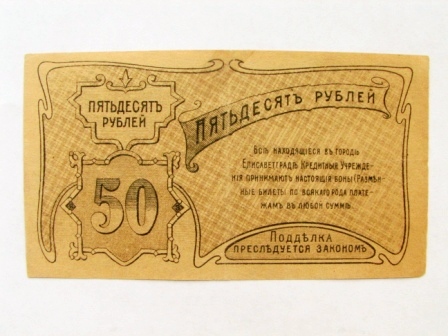 ПЯТЬДЕСЯТЪ
РУБЛЕЙ
ПЯТЬДЕСЯТЪ РУБЛЕЙ
50
ВСѢ НАХОДЯЩІЕСЯ ВЪ ГОРОДѢ
ЕЛИСАВЕТГРАДѢ КРЕДИТНЫЕ УЧРЕЖДЕ-
НІЯ ПРИНИМАЮТЪ НАСТОЯЩІЯ БОНЫ (РАЗМѢН-
НЫЕ БИЛЕТЫ) ПО ВСЯКАГО РОДА ПЛАТЕ-
ЖАМЪ ВЪ ЛЮБОЙ СУММѢ.
ПОДДѢЛКА
ПРЕСЛѢДУЕТСЯ ЗАКОНОМЪ